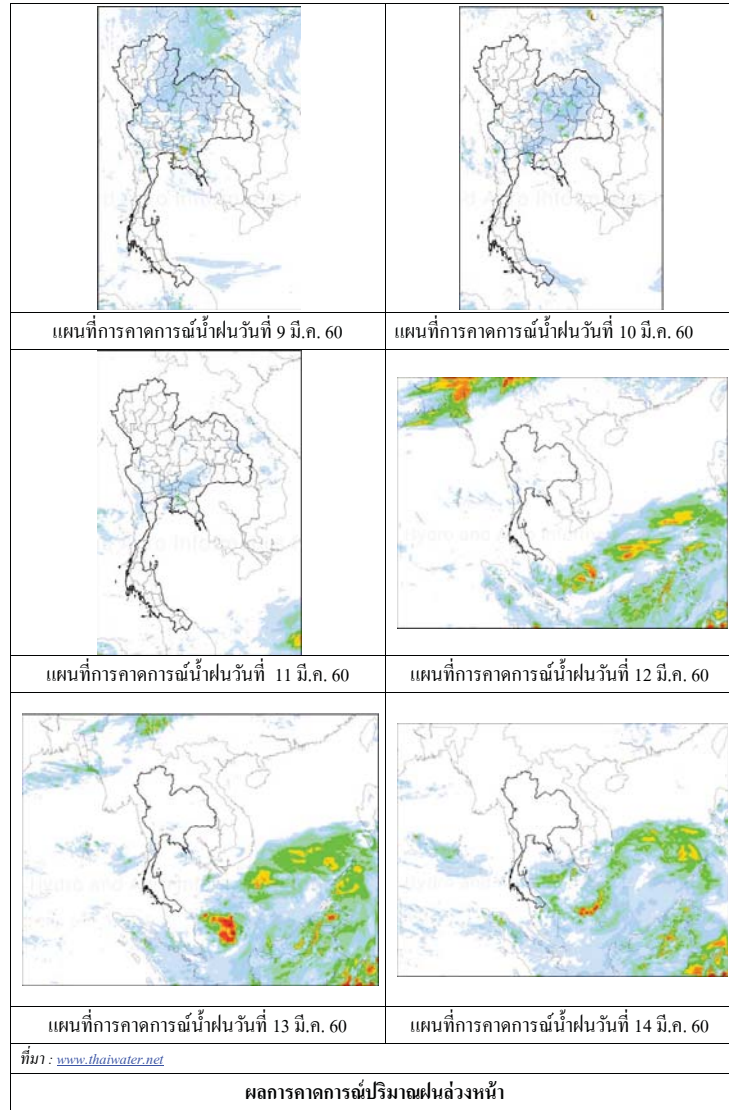 แผนที่การคาดการณ์น้ำฝนวันที่ 9 มี.ค. 60
แผนที่การคาดการณ์น้ำฝนวันที่ 10 มี.ค. 60
แผนที่การคาดการณ์น้ำฝนวันที่ 11 มี.ค. 60
แผนที่การคาดการณ์น้ำฝนวันที่ 12 มี.ค. 60
แผนที่การคาดการณ์น้ำฝนวันที่ 13 มี.ค. 60
แผนที่การคาดการณ์น้ำฝนวันที่ 14 มี.ค. 60
ที่มา : www.thaiwater.net
ผลการคาดการณ์ปริมาณฝนล่วงหน้า